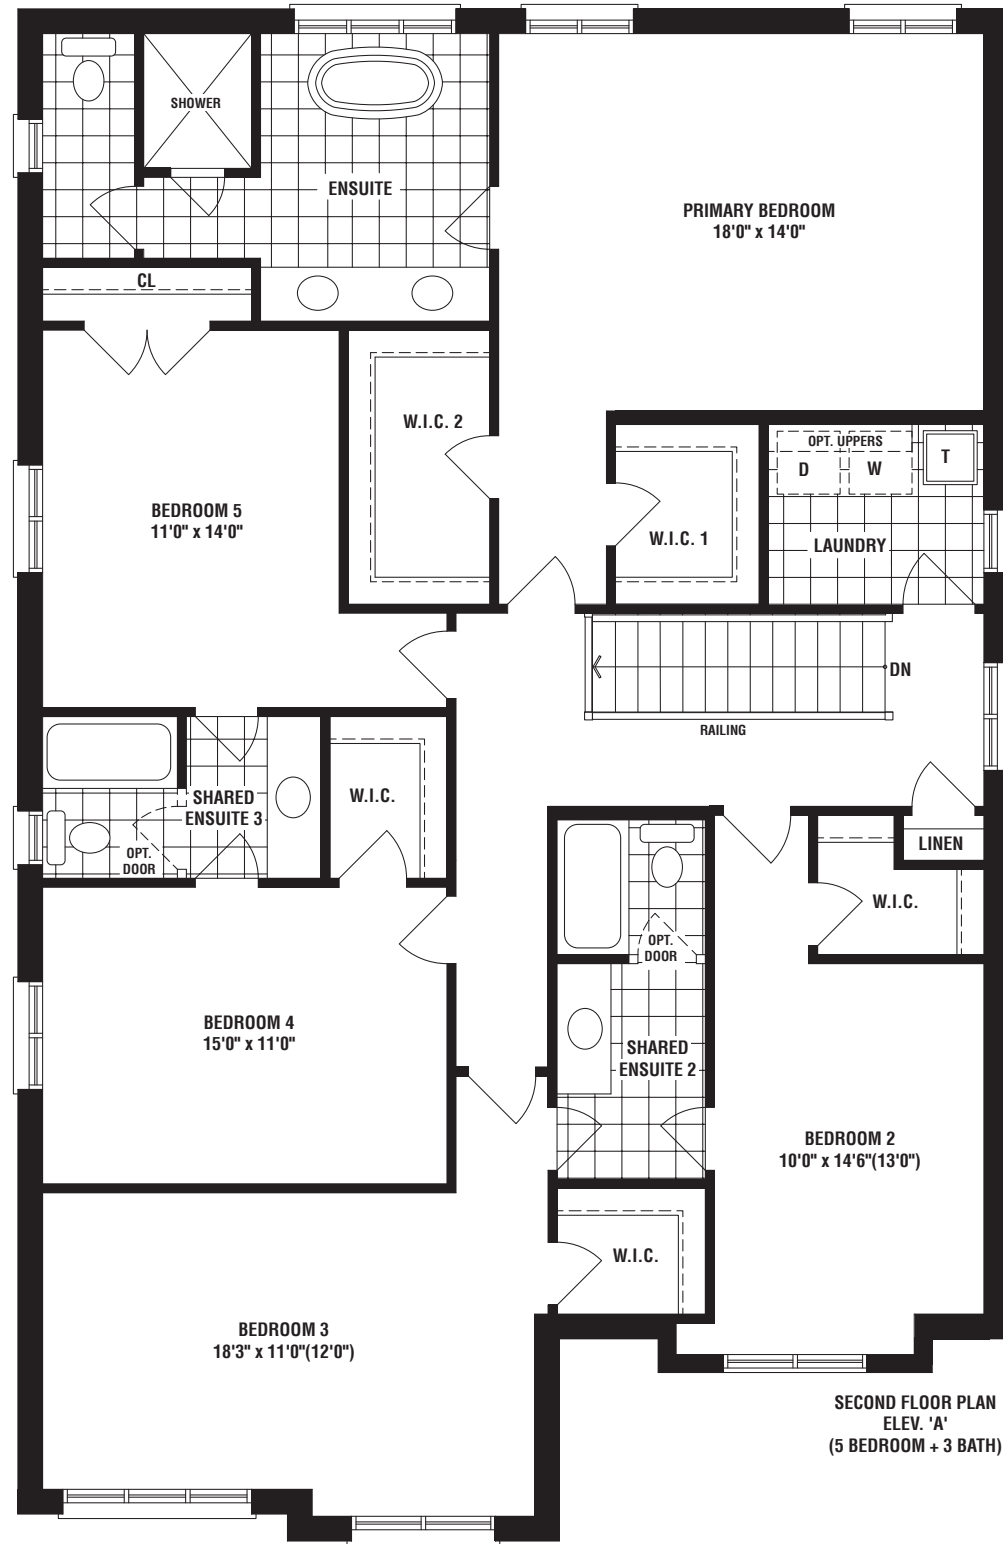 SHOWER
ENSUITE
PRIMARY BEDROOM
18'0" x 14'0"
CL
W.I.C. 2
OPT. UPPERS
D
W
T
BEDROOM 5
11'0" x 14'0"
W.I.C. 1
LAUNDRY
DN
RAILING
SHARED
ENSUITE 3
W.I.C.
OPT.
DOOR
LINEN
W.I.C.
OPT.
DOOR
BEDROOM 4
15'0" x 11'0"
SHARED
ENSUITE 2
BEDROOM 2
10'0" x 14'6"(13'0")
W.I.C.
BEDROOM 3
18'3" x 11'0"(12'0")
SECOND FLOOR PLAN
ELEV. 'A'
(5 BEDROOM + 3 BATH)